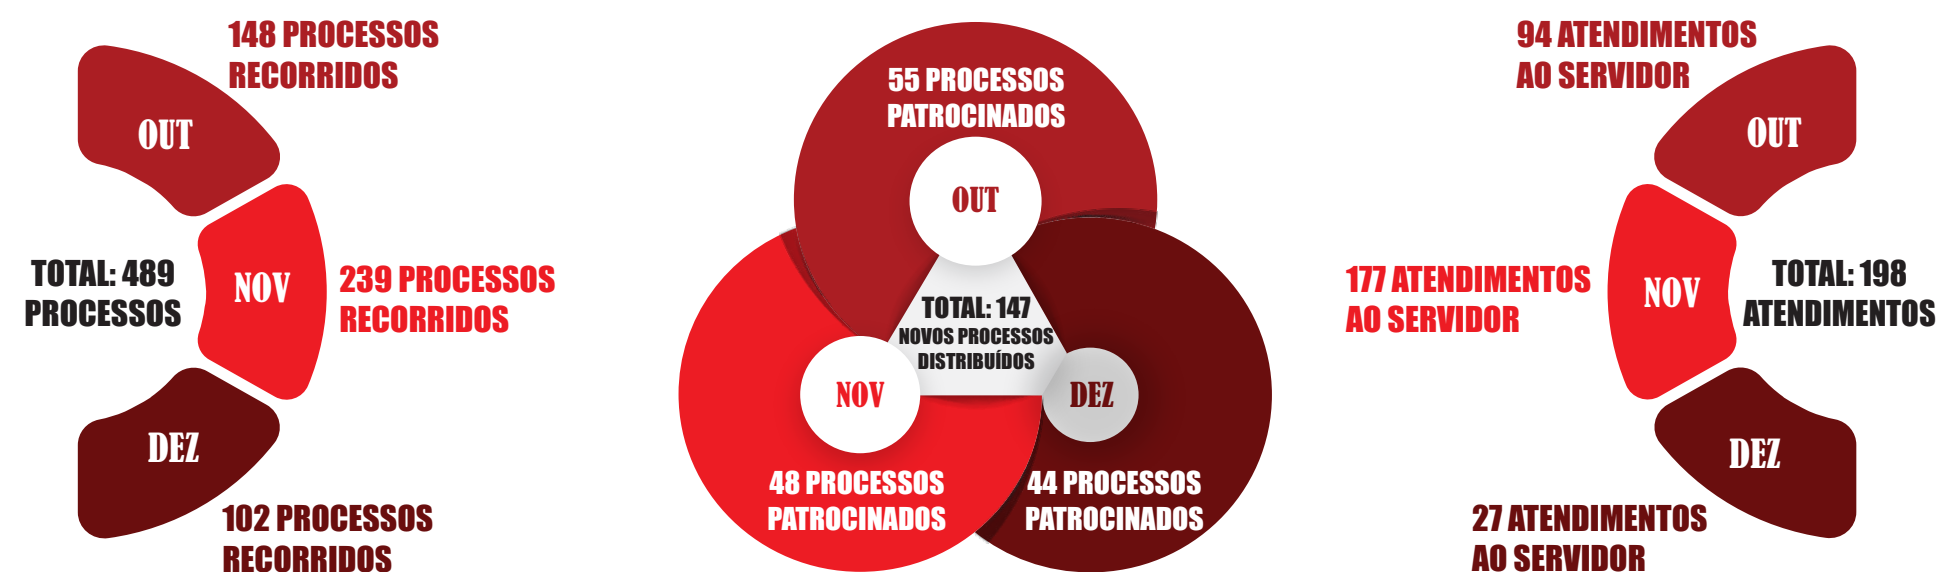 148 PROCESSOS
RECORRIDOS
OUT
TOTAL: 489
PROCESSOS
NOV
239 PROCESSOS
RECORRIDOS
DEZ
102 PROCESSOS
RECORRIDOS
55 PROCESSOS
PATROCINADOS
OUT
TOTAL: 147
NOVOS PROCESSOS
DISTRIBUÍDOS
NOV
DEZ
48 PROCESSOS
PATROCINADOS
44 PROCESSOS
PATROCINADOS
94 ATENDIMENTOS
AO SERVIDOR
OUT
177 ATENDIMENTOS
AO SERVIDOR
NOV
TOTAL: 198
ATENDIMENTOS
DEZ
27 ATENDIMENTOS
AO SERVIDOR